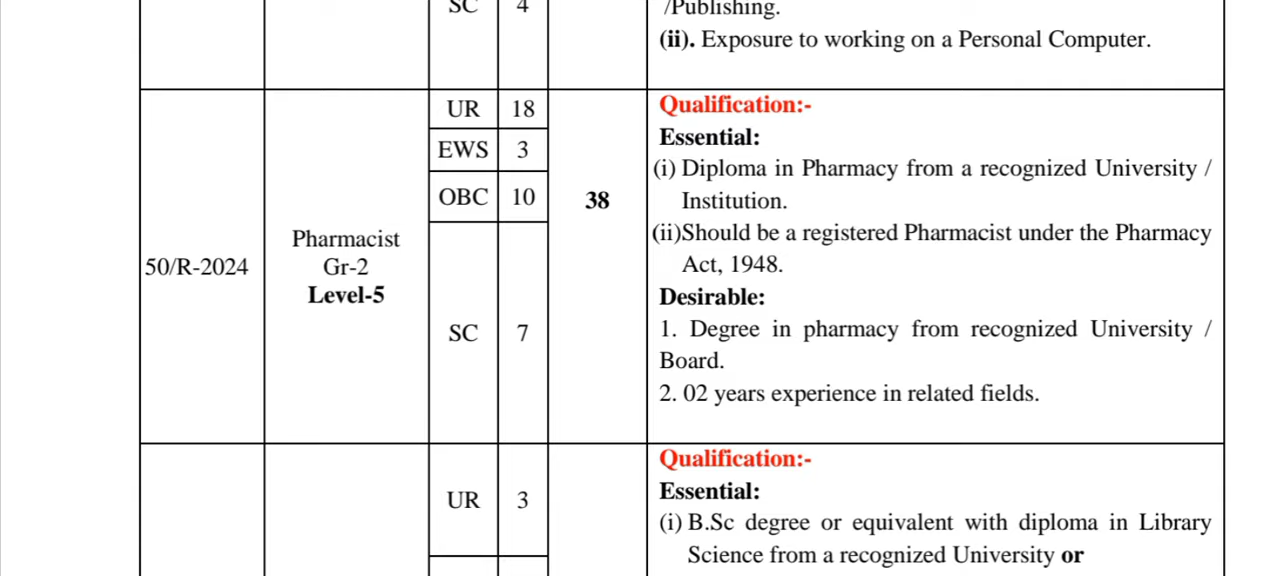 SC 4 /Publishing.
(ii). Exposure to working on a Personal Computer.
50/R-2024
Pharmacist
Gr-2
Level-5
UR 18
EWS 3
OBC 10
SC 7
38
Qualification:-
Essential:
(i) Diploma in Pharmacy from a recognized University /
Institution.
(ii)Should be a registered Pharmacist under the Pharmacy
Act, 1948.
Desirable:
1. Degree in pharmacy from recognized University /
Board.
2. 02 years experience in related fields.
UR 3
Qualification:-
Essential:
(i) B.Sc degree or equivalent with diploma in Library
Science from a recognized University or